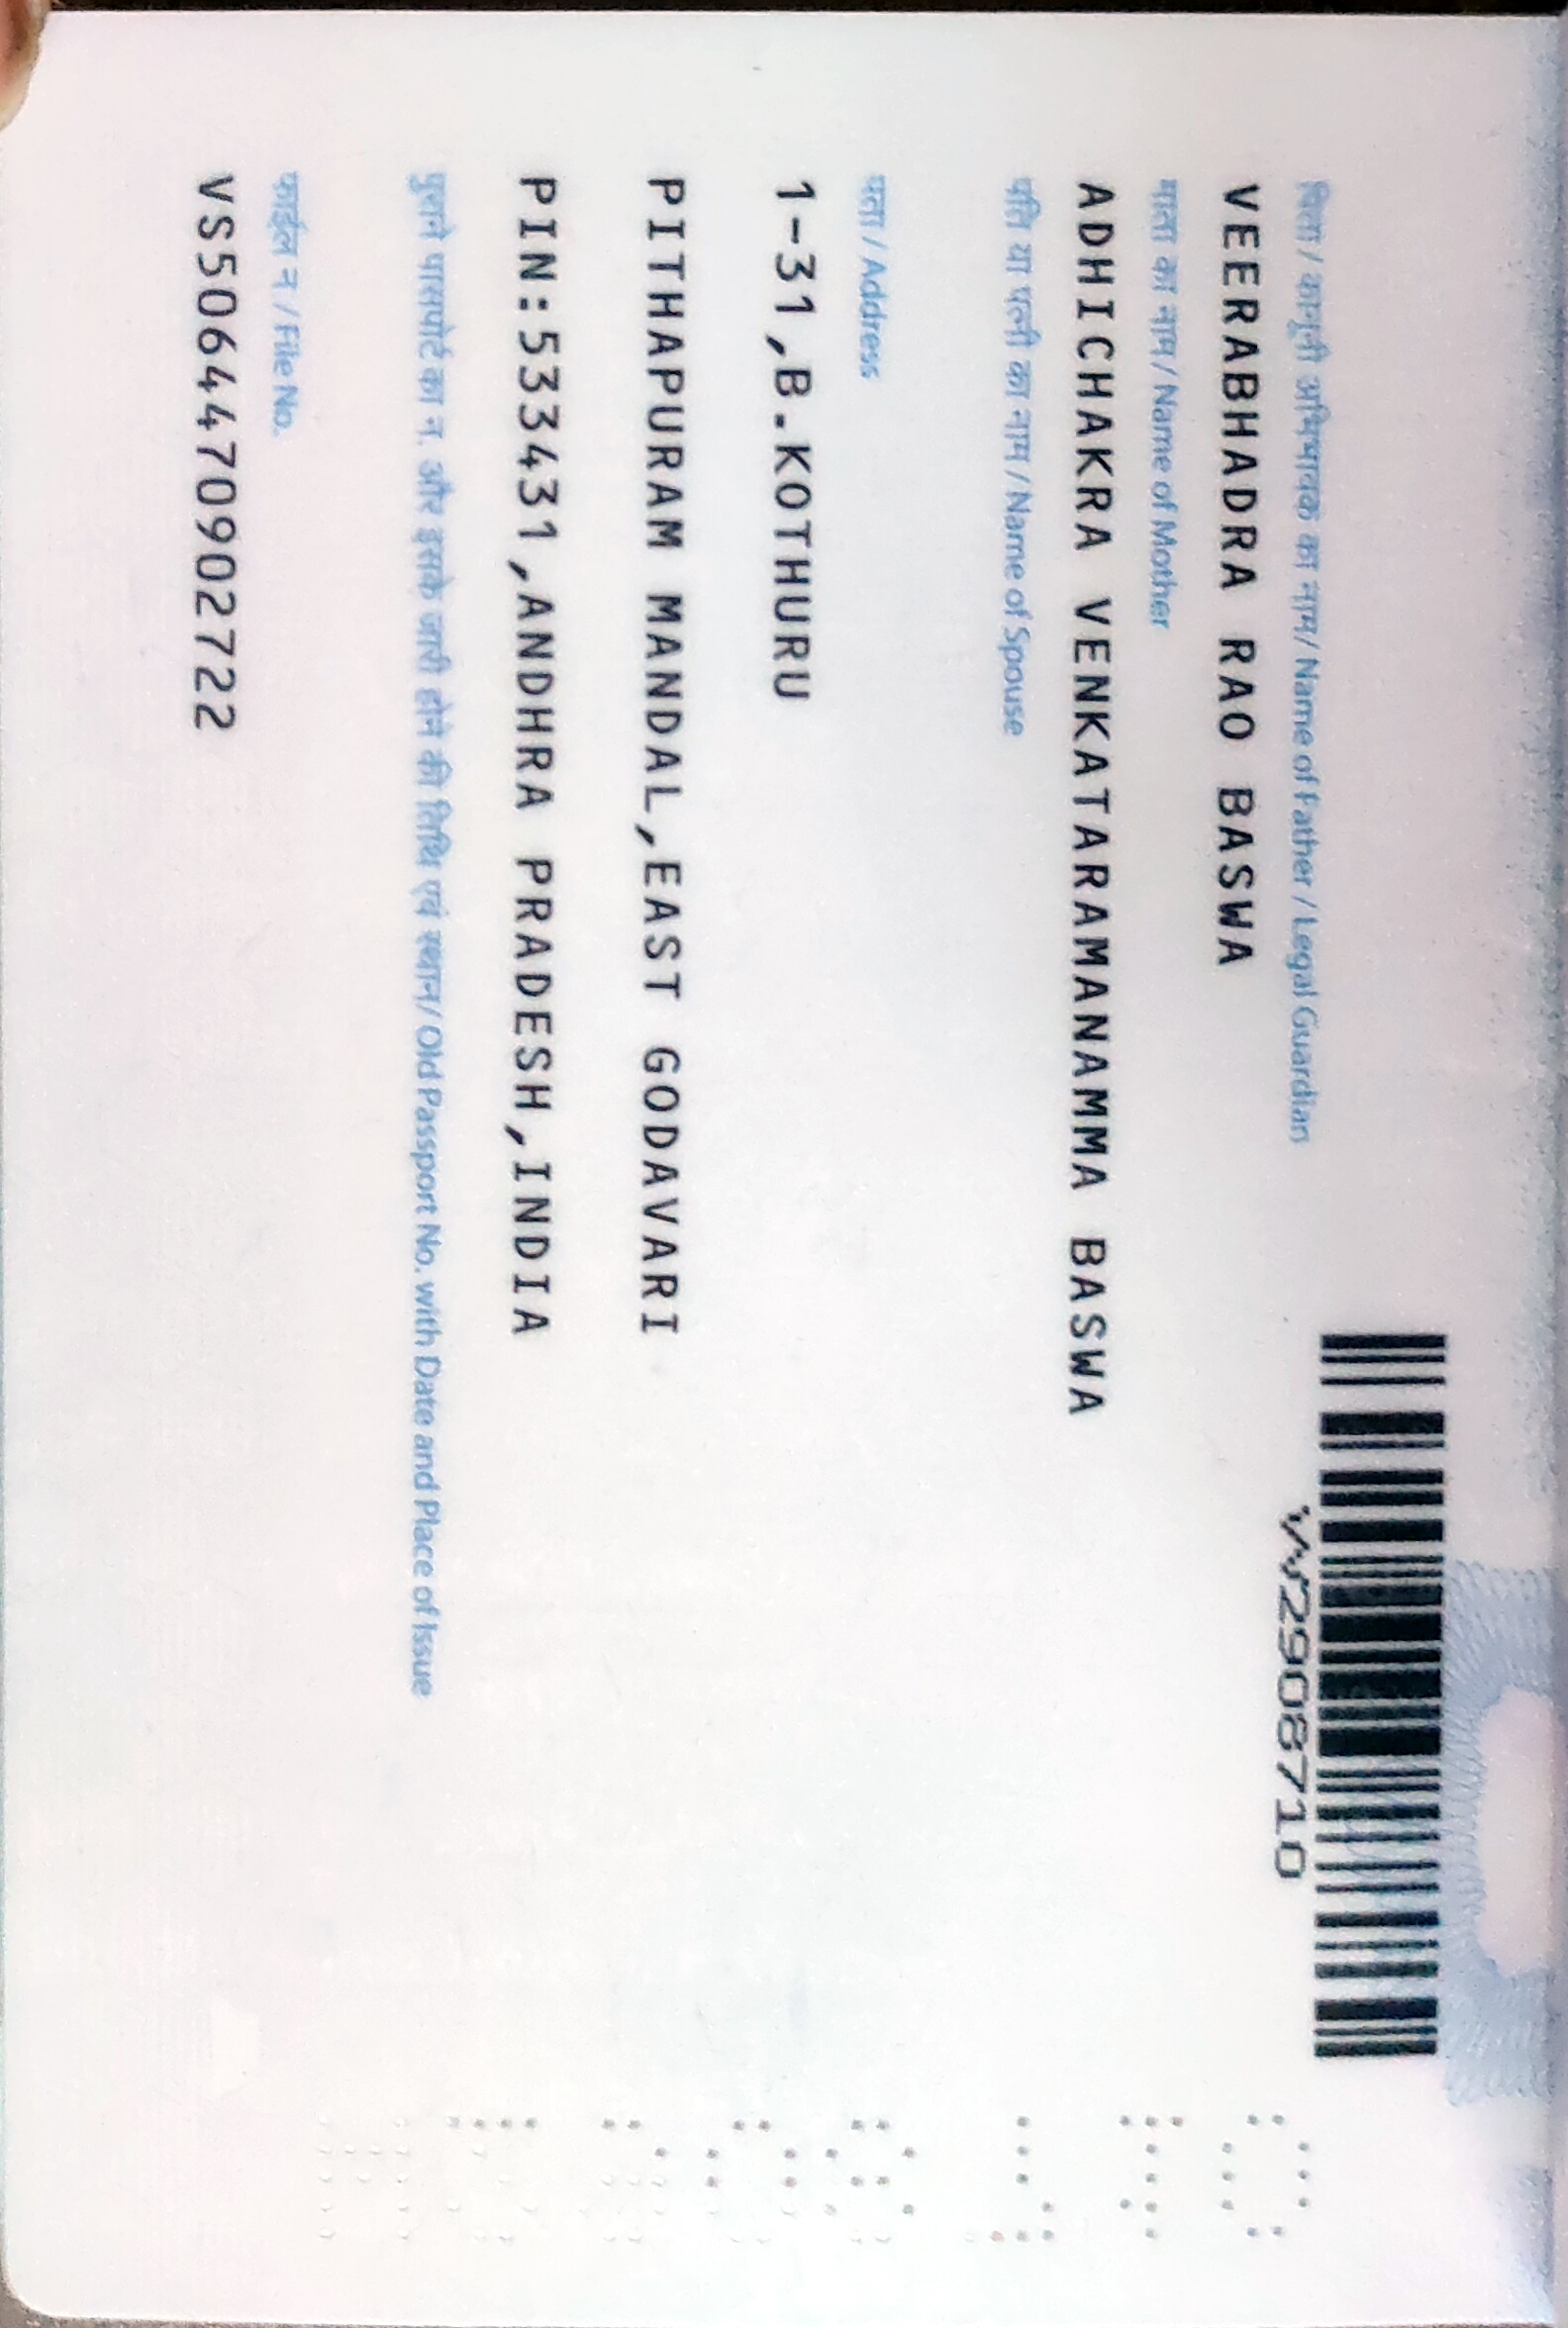 W2908710
पिता / कानूनी अभिभावक का नाम/ Name of Father / Legal Guardian
VEERABHADRA RAO BASWA
माता का नाम / Name of Mother
ADHICHAKRA VENKATARAMANAMMA BASWA
पति या पत्नी का नाम / Name of Spouse
पता / Address
1-31,B.KOTHURU
PITHAPURAM MANDAL,EAST GODAVARI
PIN:533431,ANDHRA PRADESH,INDIA
पुराने पासपोर्ट का न. और इसके जारी होने की तिथि एवं स्थान/ Old Passport No. with Date and Place of Issue
फाईल न / File No.
VS5064470902722